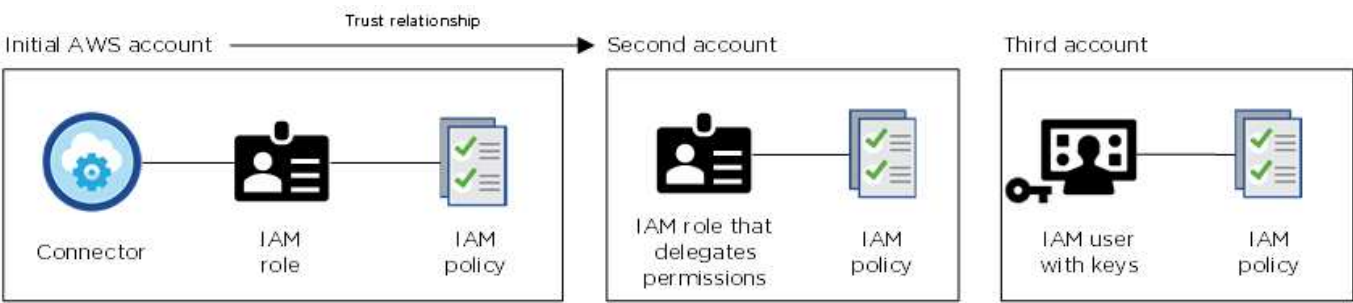 Trust relationship
Initial AWS account
Second account
Third account
Connector
IAM
role
IAM
policy
IAM role that
delegates
permissions
IAM
policy
IAM user
with keys
IAM
policy